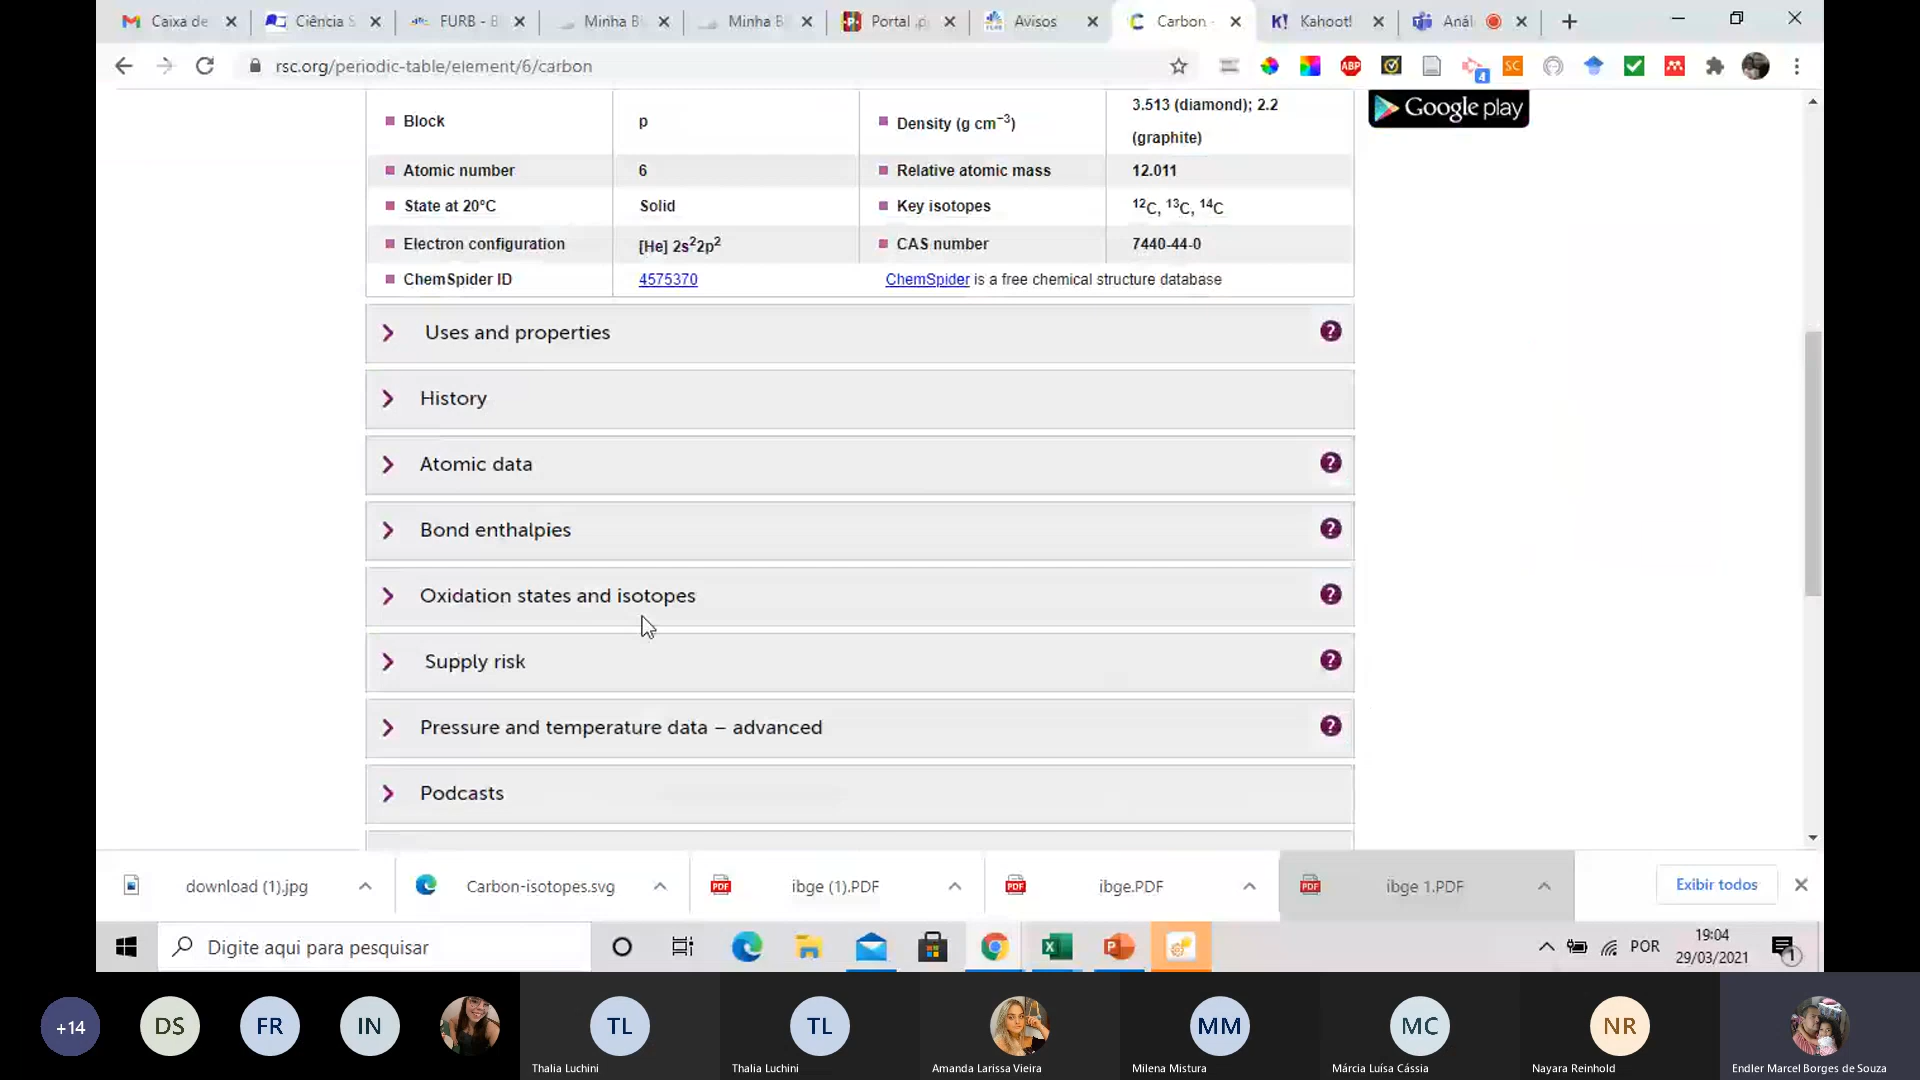 Caixa de
Ciência S
FURB - B
Minha B
Minha B
Portal .p
Avisos
Carbon -
K! Kahoot!
Anál
rsc.org/periodic-table/element/6/carbon
ABP
4
SC
Block p Density (g cm−3) 3.513 (diamond); 2.2
(graphite)
Google play
Atomic number 6 Relative atomic mass 12.011
State at 20°C Solid Key isotopes 12C, 13C, 14C
Electron configuration [He] 2s22p2 CAS number 7440-44-0
ChemSpider ID 4575370 ChemSpider is a free chemical structure database
Uses and properties ?
History
Atomic data ?
Bond enthalpies ?
Oxidation states and isotopes ?
Supply risk ?
Pressure and temperature data – advanced ?
Podcasts
download (1).jpg
Carbon-isotopes.svg
PDF ibge (1).PDF
PDF ibge.PDF
PDF ibge 1.PDF
Exibir todos
Digite aqui para pesquisar
POR
19:04
29/03/2021
1
+14
DS
FR
IN
TL
TL
MM
MC
NR
Thalia Luchini
Thalia Luchini
Amanda Larissa Vieira
Milena Mistura
Márcia Luísa Cássia
Nayara Reinhold
Endler Marcel Borges de Souza